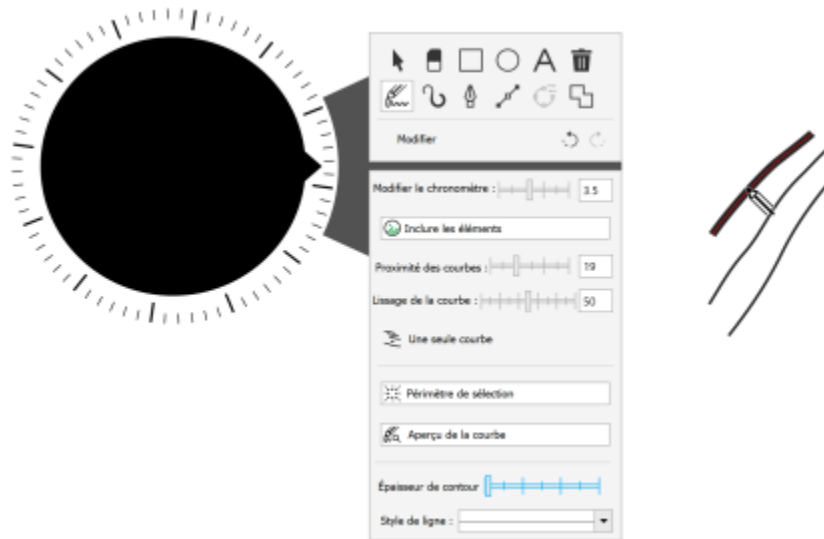 A
Modifier
Modifier le chronomètre : 3.5
Inclure les éléments
Proximité des courbes : 19
Lissage de la courbe : 50
Une seule courbe
Périmètre de sélection
Aperçu de la courbe
Épaisseur de contour
Style de ligne :